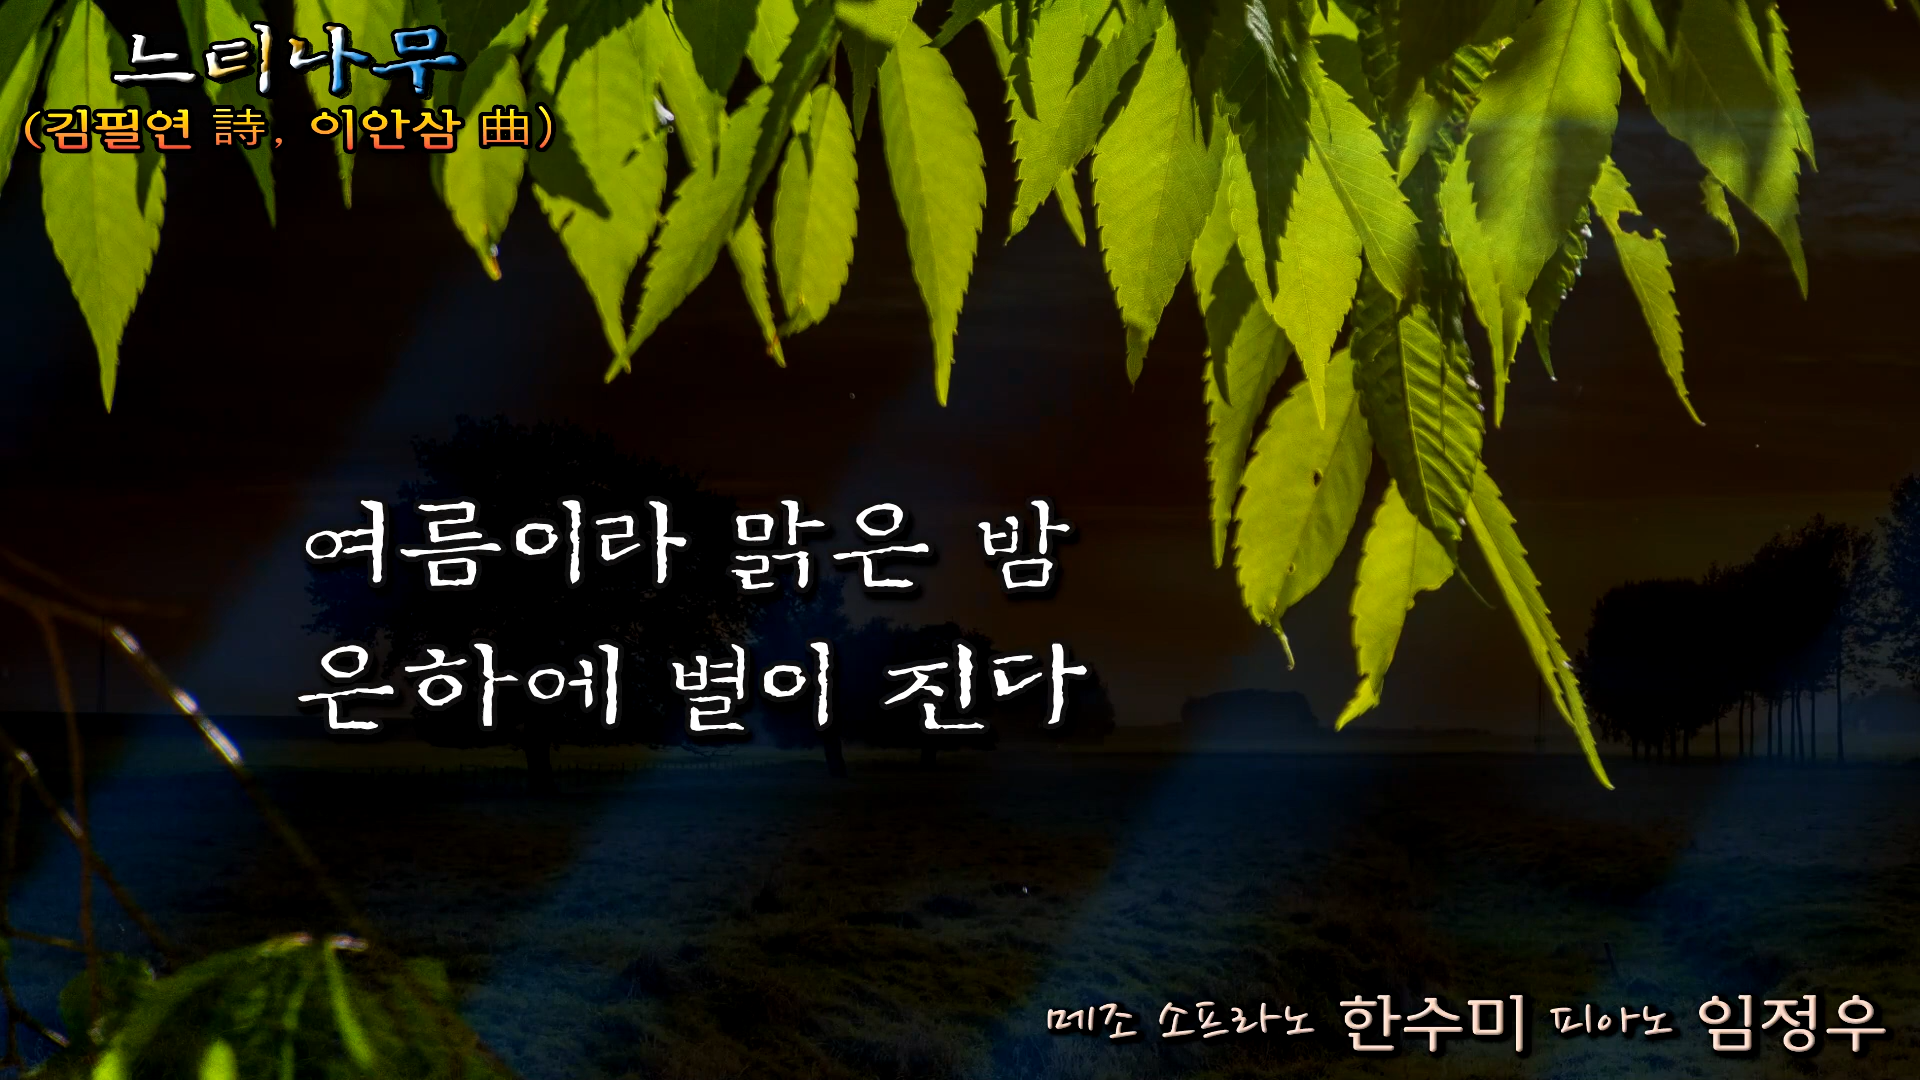 느티나무
(김필연 詩, 이안삼 曲)
여름이라 맑은 밤
은하에 별이 진다
메조 소프라노 한수미 피아노 임정우